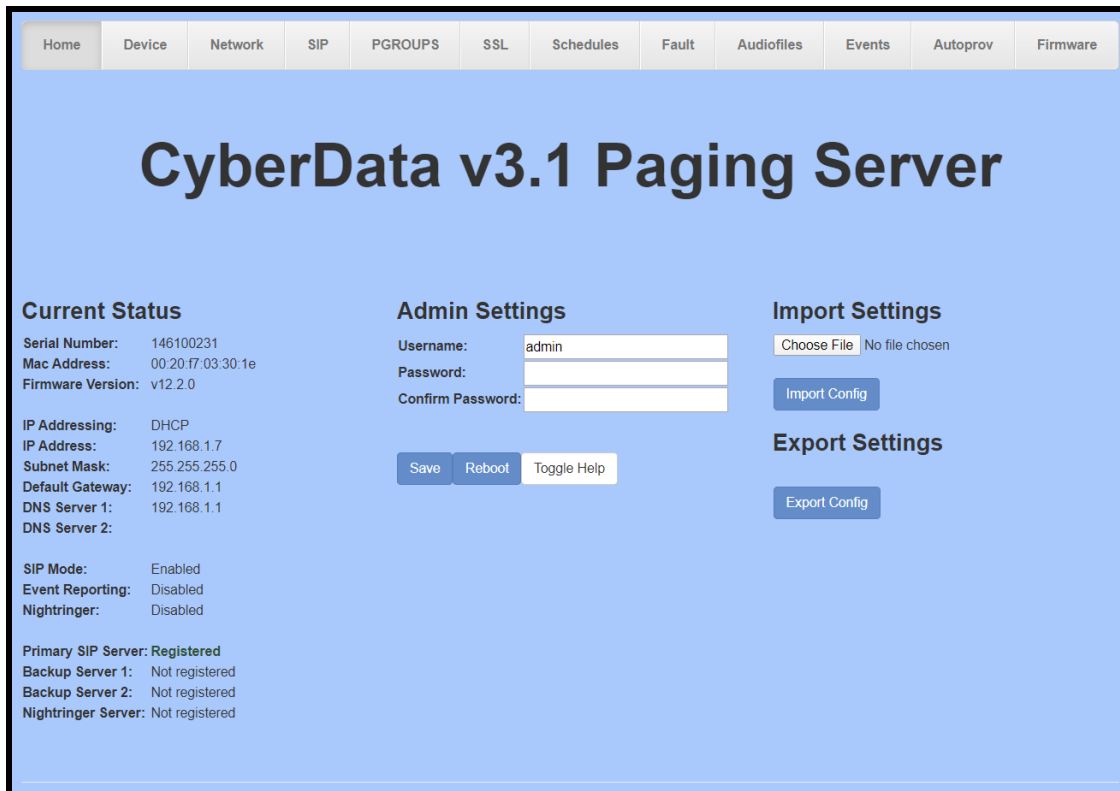 Home Device Network SIP PGROUPS SSL Schedules Fault Audiofiles Events Autoprov Firmware
CyberData v3.1 Paging Server
Current Status
Serial Number: 146100231
Mac Address: 00:20:f7:03:30:1e
Firmware Version: v12.2.0
IP Addressing: DHCP
IP Address: 192.168.1.7
Subnet Mask: 255.255.255.0
Default Gateway: 192.168.1.1
DNS Server 1: 192.168.1.1
DNS Server 2:
SIP Mode: Enabled
Event Reporting: Disabled
Nightringer: Disabled
Primary SIP Server: Registered
Backup Server 1: Not registered
Backup Server 2: Not registered
Nightringer Server: Not registered
Admin Settings
Username: admin
Password:
Confirm Password:
Save Reboot Toggle Help
Import Settings
Choose File No file chosen
Import Config
Export Settings
Export Config